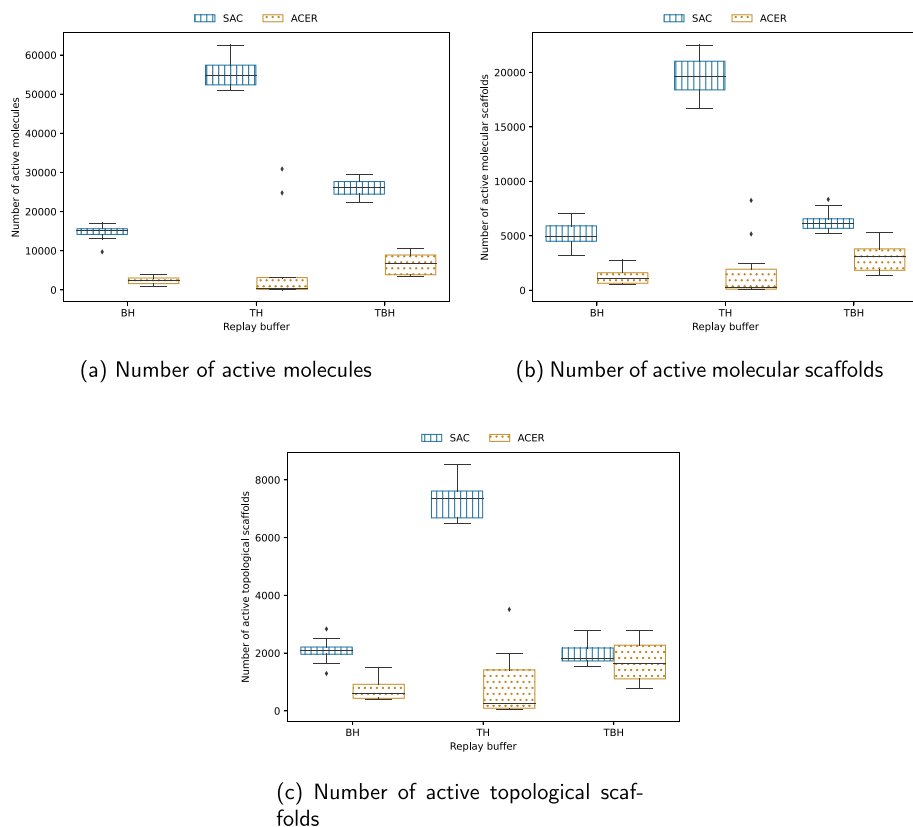 SAC ACER
60000
50000
40000
30000
20000
10000
0
Number of active molecules
BH TH TBH
Replay buffer
(a) Number of active molecules
SAC ACER
20000
15000
10000
5000
0
Number of active molecular scaffolds
BH TH TBH
Replay buffer
(b) Number of active molecular scaffolds
SAC ACER
8000
6000
4000
2000
0
Number of active topological scaffolds
BH TH TBH
Replay buffer
(c) Number of active topological scaf-
folds